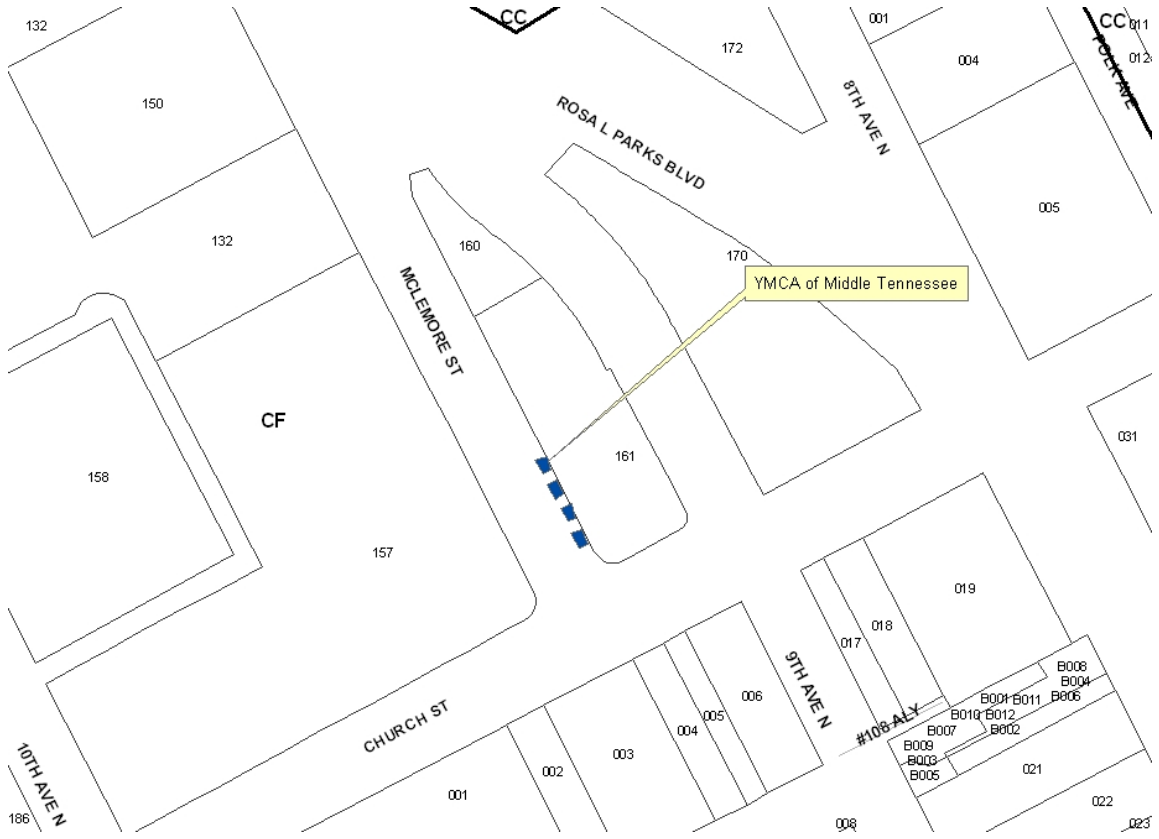 132
CC
172
001
CC
011
012
004
POLK AVE
150
ROSA L PARKS BLVD
8TH AVE N
005
132
160
170
MCLEMORE ST
YMCA of Middle Tennessee
CF
031
158
161
157
019
018
017
006
9TH AVE N
B008
B004
B006
B001
B011
B010
B012
B002
B007
#108 ALY
B009
B003
B005
CHURCH ST
005
004
003
002
001
021
022
10TH AVE N
186
008
023